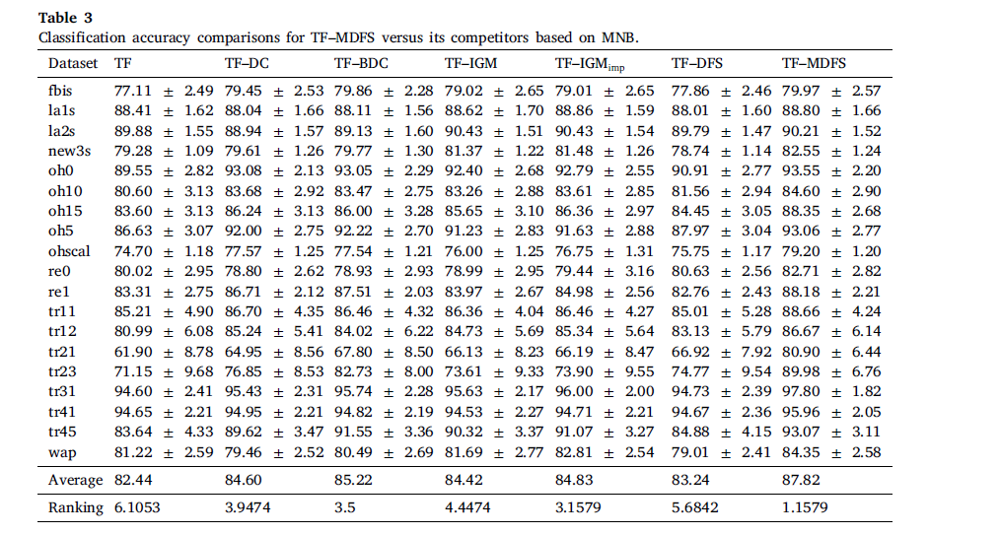 Table 3
Classification accuracy comparisons for TF–MDFS versus its competitors based on MNB.
Dataset TF TF–DC TF–BDC TF–IGM TF–IGMimp TF–DFS TF–MDFS
fbis 77.11 ± 2.49 79.45 ± 2.53 79.86 ± 2.28 79.02 ± 2.65 79.01 ± 2.65 77.86 ± 2.46 79.97 ± 2.57
la1s 88.41 ± 1.62 88.04 ± 1.66 88.11 ± 1.56 88.62 ± 1.70 88.86 ± 1.59 88.01 ± 1.60 88.80 ± 1.66
la2s 89.88 ± 1.55 88.94 ± 1.57 89.13 ± 1.60 90.43 ± 1.51 90.43 ± 1.54 89.79 ± 1.47 90.21 ± 1.52
new3s 79.28 ± 1.09 79.61 ± 1.26 79.77 ± 1.30 81.37 ± 1.22 81.48 ± 1.26 78.74 ± 1.14 82.55 ± 1.24
oh0 89.55 ± 2.82 93.08 ± 2.13 93.05 ± 2.29 92.40 ± 2.68 92.79 ± 2.55 90.91 ± 2.77 93.55 ± 2.20
oh10 80.60 ± 3.13 83.68 ± 2.92 83.47 ± 2.75 83.26 ± 2.88 83.61 ± 2.85 81.56 ± 2.94 84.60 ± 2.90
oh15 83.60 ± 3.13 86.24 ± 3.13 86.00 ± 3.28 85.65 ± 3.10 86.36 ± 2.97 84.45 ± 3.05 88.35 ± 2.68
oh5 86.63 ± 3.07 92.00 ± 2.75 92.22 ± 2.70 91.23 ± 2.83 91.63 ± 2.88 87.97 ± 3.04 93.06 ± 2.77
ohscal 74.70 ± 1.18 77.57 ± 1.25 77.54 ± 1.21 76.00 ± 1.25 76.75 ± 1.31 75.75 ± 1.17 79.20 ± 1.20
re0 80.02 ± 2.95 78.80 ± 2.62 78.93 ± 2.93 78.99 ± 2.95 79.44 ± 3.16 80.63 ± 2.56 82.71 ± 2.82
re1 83.31 ± 2.75 86.71 ± 2.12 87.51 ± 2.03 83.97 ± 2.67 84.98 ± 2.56 82.76 ± 2.43 88.18 ± 2.21
tr11 85.21 ± 4.90 86.70 ± 4.35 86.46 ± 4.32 86.36 ± 4.04 86.46 ± 4.27 85.01 ± 5.28 88.66 ± 4.24
tr12 80.99 ± 6.08 85.24 ± 5.41 84.02 ± 6.22 84.73 ± 5.69 85.34 ± 5.64 83.13 ± 5.79 86.67 ± 6.14
tr21 61.90 ± 8.78 64.95 ± 8.56 67.80 ± 8.50 66.13 ± 8.23 66.19 ± 8.47 66.92 ± 7.92 80.90 ± 6.44
tr23 71.15 ± 9.68 76.85 ± 8.53 82.73 ± 8.00 73.61 ± 9.33 73.90 ± 9.55 74.77 ± 9.54 89.98 ± 6.76
tr31 94.60 ± 2.41 95.43 ± 2.31 95.74 ± 2.28 95.63 ± 2.17 96.00 ± 2.00 94.73 ± 2.39 97.80 ± 1.82
tr41 94.65 ± 2.21 94.95 ± 2.21 94.82 ± 2.19 94.53 ± 2.27 94.71 ± 2.21 94.67 ± 2.36 95.96 ± 2.05
tr45 83.64 ± 4.33 89.62 ± 3.47 91.55 ± 3.36 90.32 ± 3.37 91.07 ± 3.27 84.88 ± 4.15 93.07 ± 3.11
wap 81.22 ± 2.59 79.46 ± 2.52 80.49 ± 2.69 81.69 ± 2.77 82.81 ± 2.54 79.01 ± 2.41 84.35 ± 2.58
Average 82.44 84.60 85.22 84.42 84.83 83.24 87.82
Ranking 6.1053 3.9474 3.5 4.4474 3.1579 5.6842 1.1579